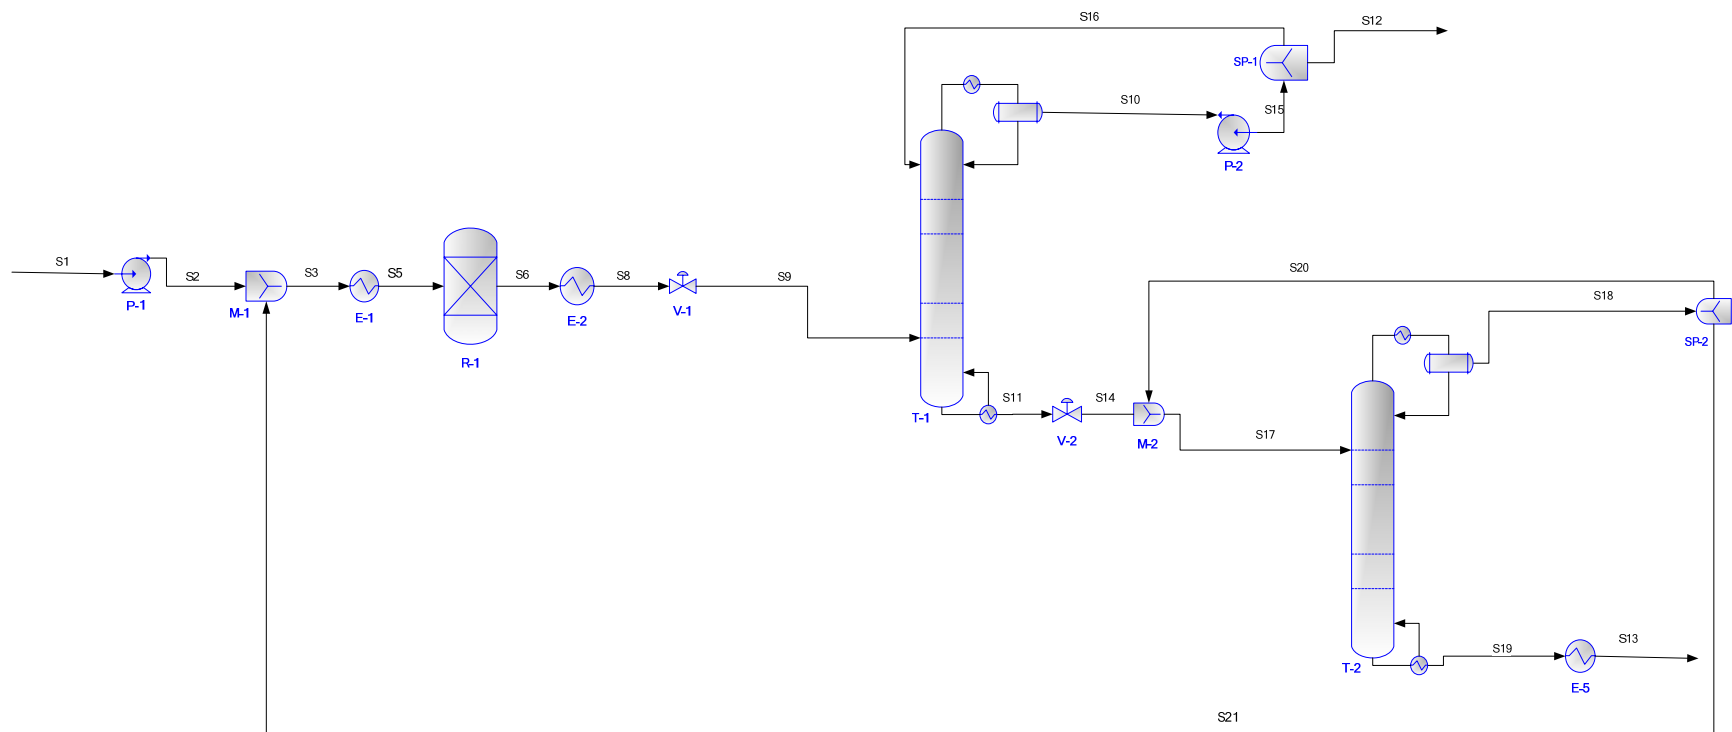 S16
S12
SP-1
S10
S15
P-2
S1
S2
S3
S5
S6
S8
S9
P-1
M-1
E-1
R-1
E-2
V-1
S20
S18
SP-2
S11
S14
T-1
V-2
M-2
S17
S19
S13
T-2
E-5
S21